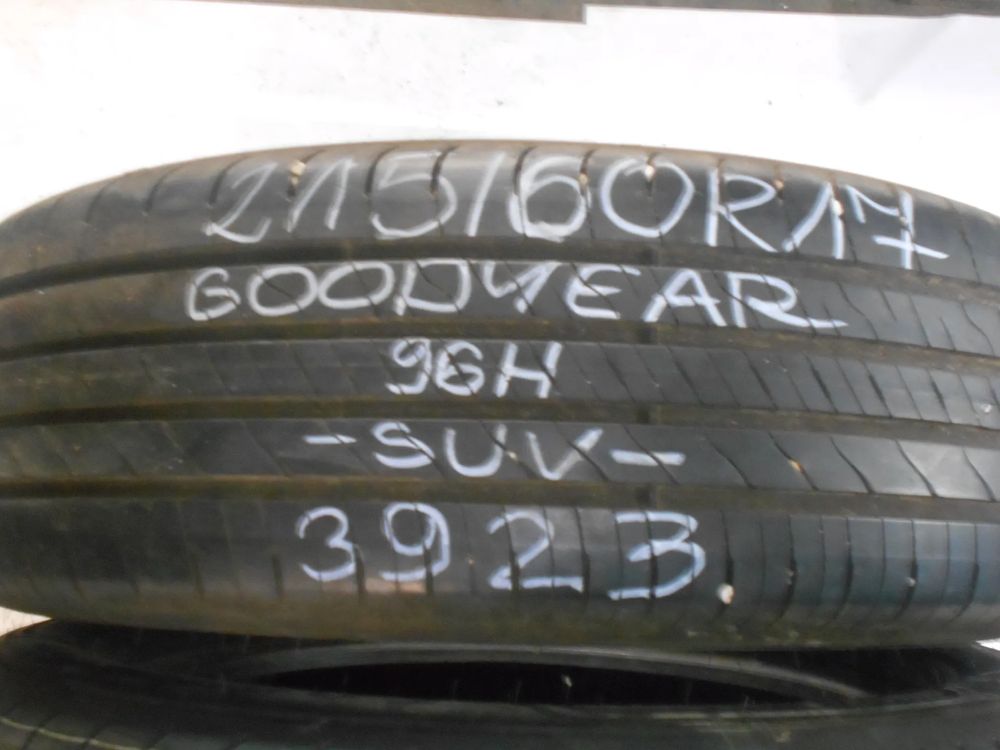 215/60R17
GOODYEAR
96H
-SUV-
3923